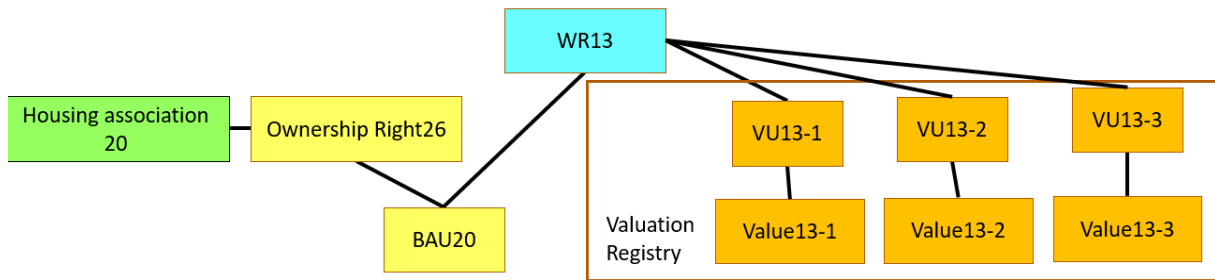 WR13
Housing association
20
Ownership Right26
BAU20
VU13-1
VU13-2
VU13-3
Valuation
Registry
Value13-1
Value13-2
Value13-3